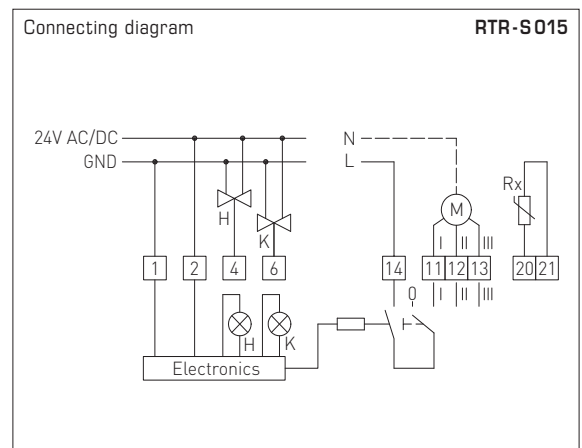 Connecting diagram RTR-S015
24V AC/DC N
GND L
Rx
H M
K I II III
1 2 4 6 14 11 12 13 20 21
0 I II III
H K
Electronics